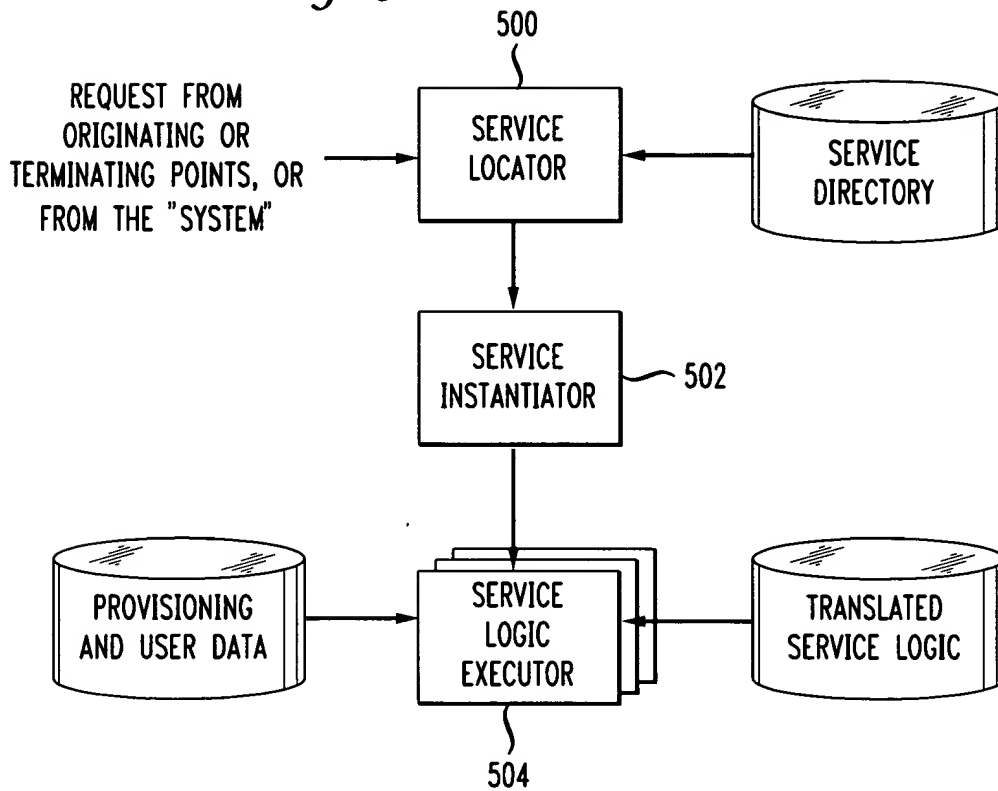 500
REQUEST FROM
ORIGINATING OR
TERMINATING POINTS, OR
FROM THE "SYSTEM"
SERVICE
LOCATOR
SERVICE
DIRECTORY
SERVICE
INSTANTIATOR
502
PROVISIONING
AND USER DATA
SERVICE
LOGIC
EXECUTOR
TRANSLATED
SERVICE LOGIC
504